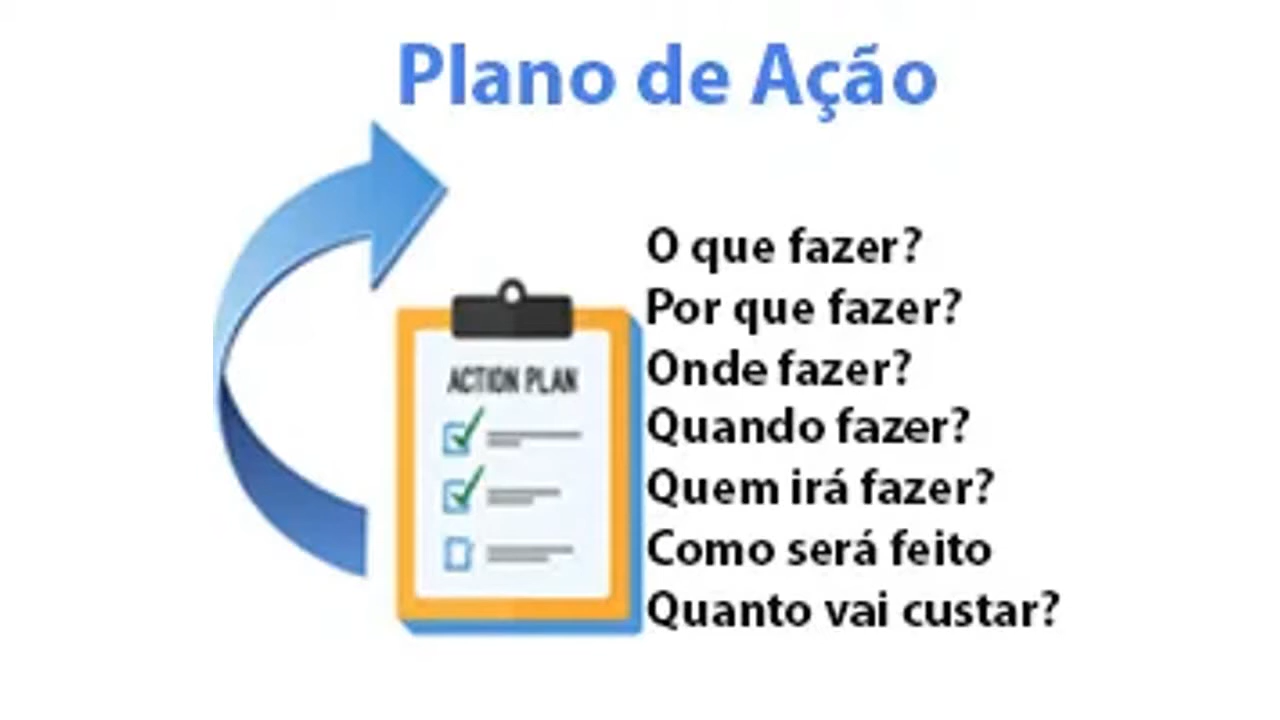 Plano de Ação
O que fazer?
Por que fazer?
Onde fazer?
ACTION PLAN
Quando fazer?
Quem irá fazer?
Como será feito
Quanto vai custar?